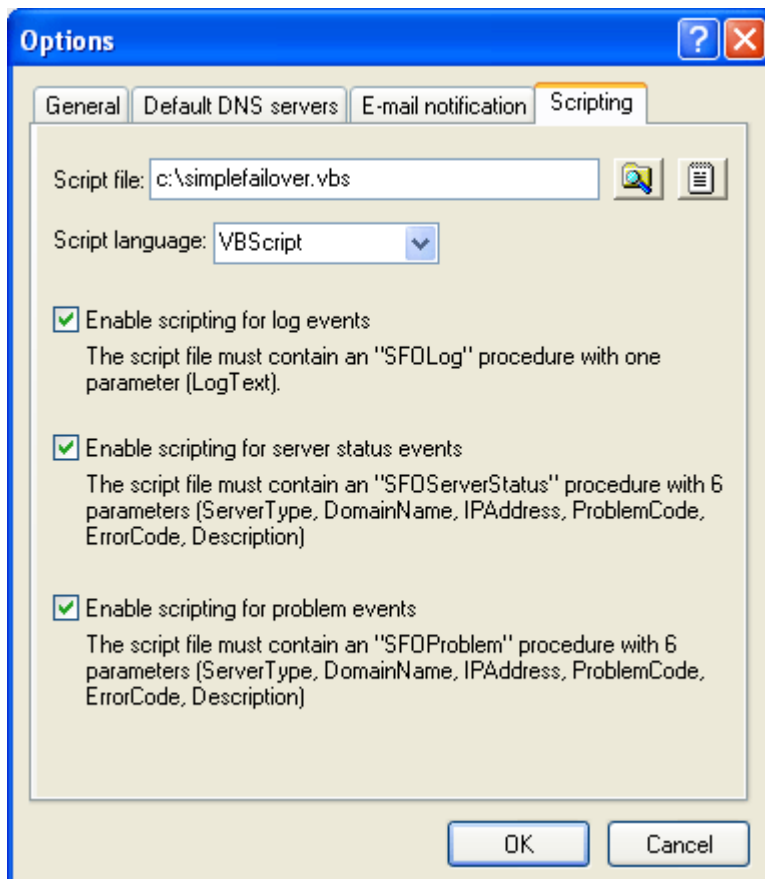 Options
General
Default DNS servers
E-mail notification
Scripting
Script file: c:\simplefailover.vbs
Script language: VBScript
Enable scripting for log events
The script file must contain an "SFOLog" procedure with one
parameter (LogText).
Enable scripting for server status events
The script file must contain an "SFOServerStatus" procedure with 6
parameters (ServerType, DomainName, IPAddress, ProblemCode,
ErrorCode, Description)
Enable scripting for problem events
The script file must contain an "SFOProblem" procedure with 6
parameters (ServerType, DomainName, IPAddress, ProblemCode,
ErrorCode, Description)
OK
Cancel